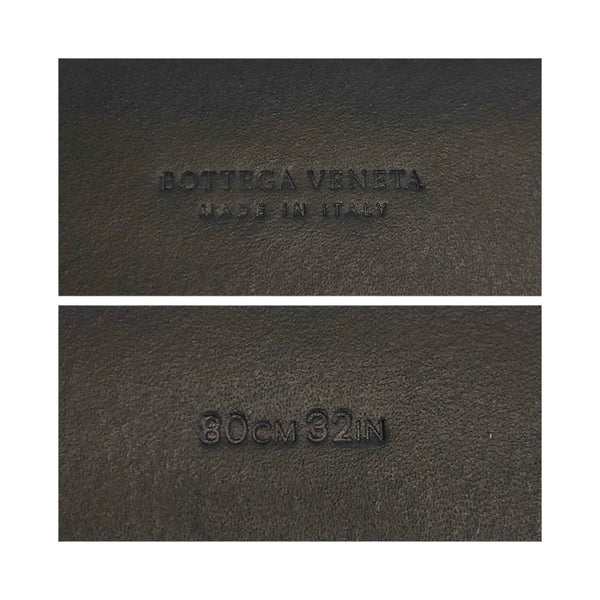 BOTTEGA VENETA
MADE IN ITALY
80CM 32IN